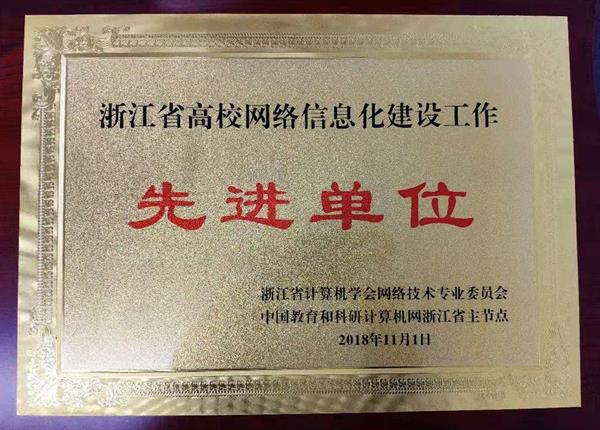 浙江省高校网络信息化建设工作
先进单位
浙江省计算机学会网络技术专业委员会
中国教育和科研计算机网浙江省主节点
2018年11月1日